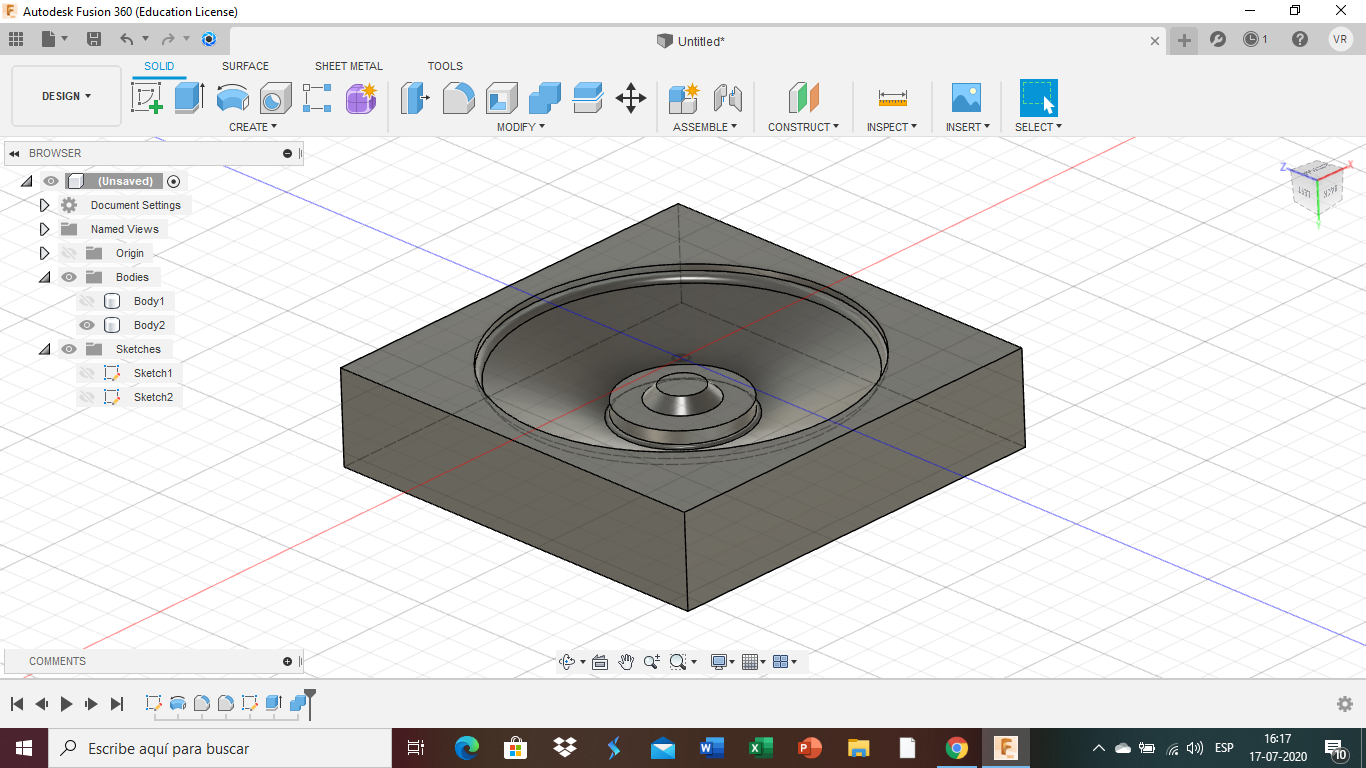 Autodesk Fusion 360 (Education License)
1
VR
Untitled*
SOLID SURFACE SHEET METAL TOOLS
DESIGN
CREATE MODIFY ASSEMBLE CONSTRUCT INSPECT INSERT SELECT
BROWSER
(Unsaved)
Document Settings
Named Views
Origin
Bodies
Body1
Body2
Sketches
Sketch1
Sketch2
Z
X
Y
LEFT
BACK
COMMENTS
Escribe aquí para buscar
ESP
16:17
17-07-2020
10